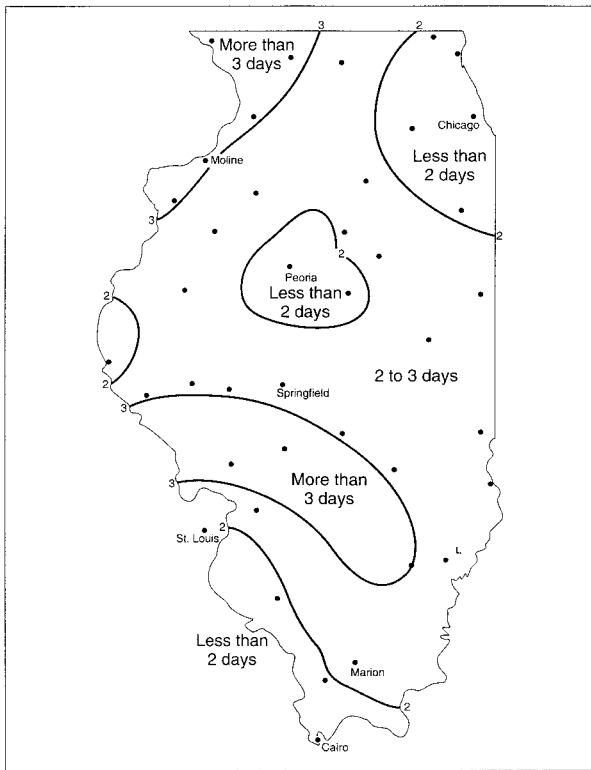 3
2
More than
3 days
Chicago
Less than
2 days
Moline
3
2
2
Peoria
Less than
2 days
2
2
2 to 3 days
Springfield
3
More than
3 days
3
St. Louis
2
L
Less than
2 days
Marion
2
Cairo